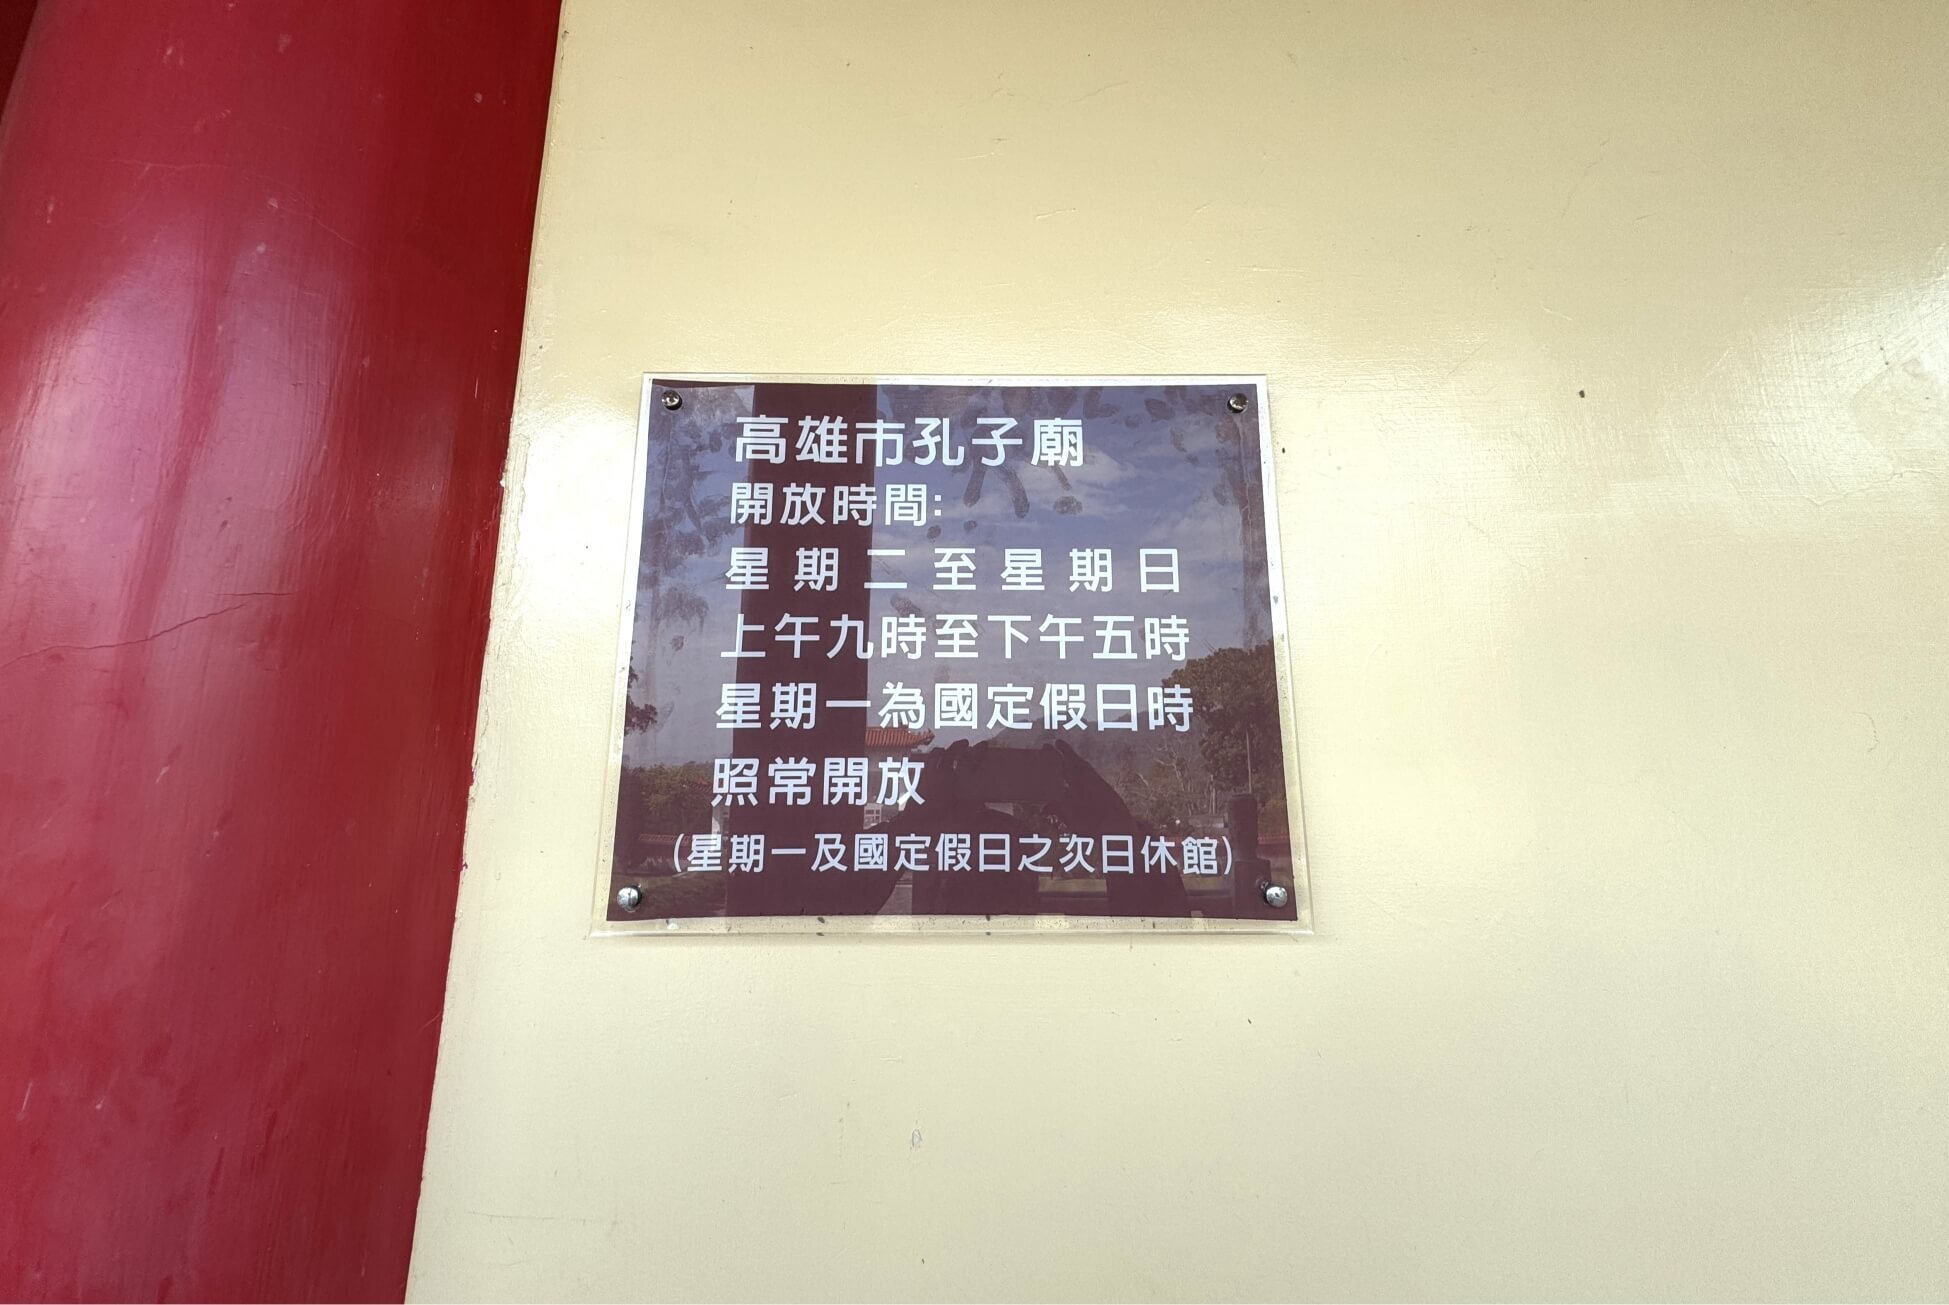 高雄市孔子廟
開放時間:
星期二至星期日
上午九時至下午五時
星期一為國定假日時
照常開放
(星期一及國定假日之次日休館)